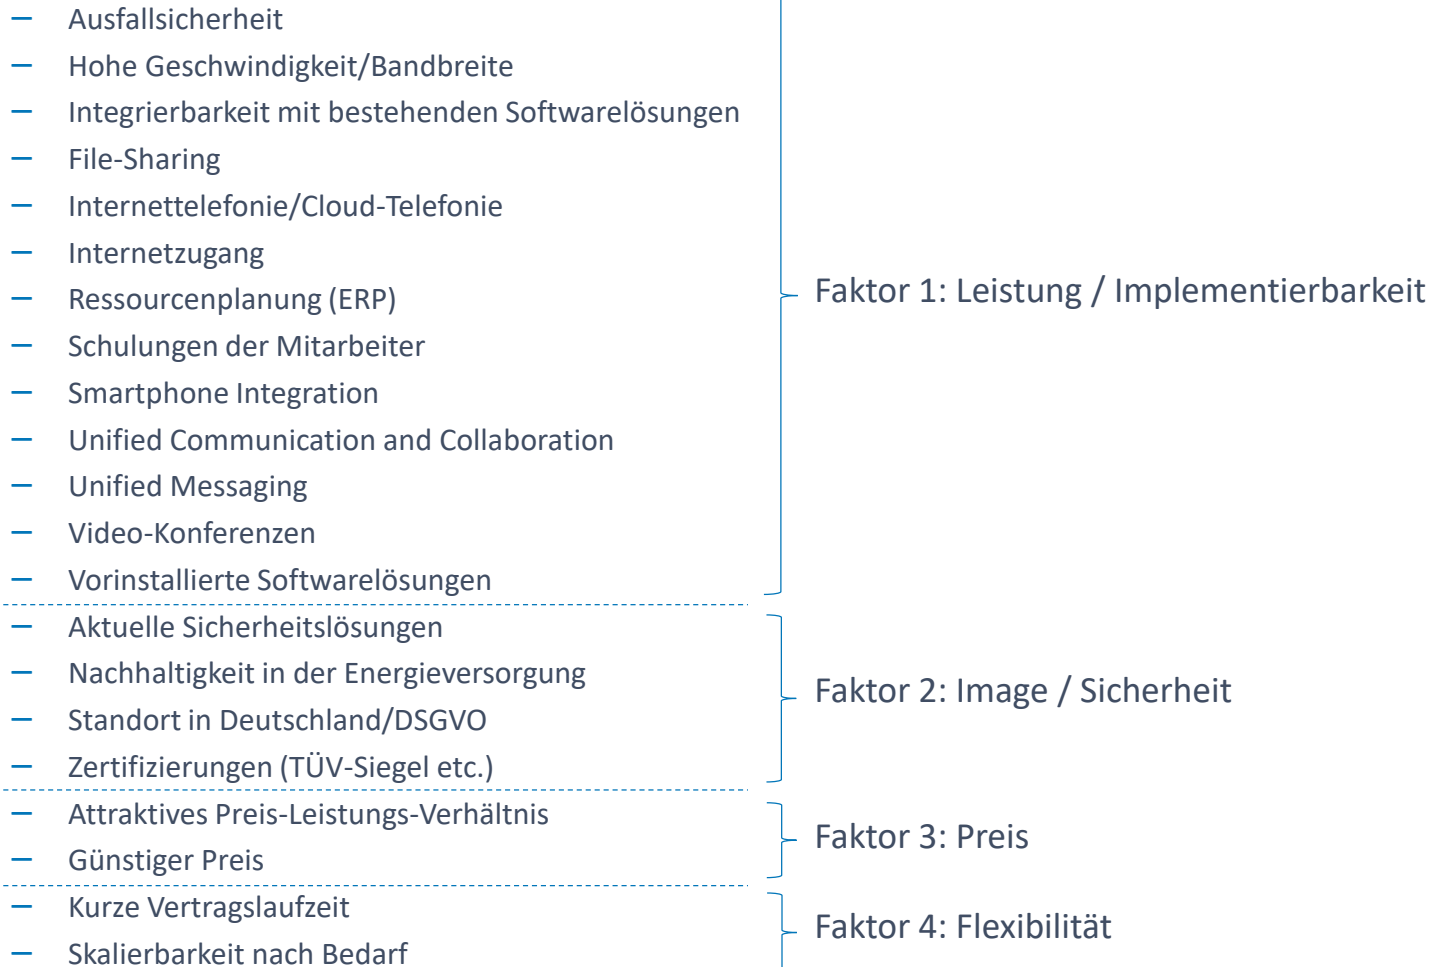 – Ausfallsicherheit
– Hohe Geschwindigkeit/Bandbreite
– Integrierbarkeit mit bestehenden Softwarelösungen
– File-Sharing
– Internettelefonie/Cloud-Telefonie
– Internetzugang
– Ressourcenplanung (ERP)
– Schulungen der Mitarbeiter
– Smartphone Integration
– Unified Communication and Collaboration
– Unified Messaging
– Video-Konferenzen
– Vorinstallierte Softwarelösungen
Faktor 1: Leistung / Implementierbarkeit
– Aktuelle Sicherheitslösungen
– Nachhaltigkeit in der Energieversorgung
– Standort in Deutschland/DSGVO
– Zertifizierungen (TÜV-Siegel etc.)
Faktor 2: Image / Sicherheit
– Attraktives Preis-Leistungs-Verhältnis
– Günstiger Preis
Faktor 3: Preis
– Kurze Vertragslaufzeit
– Skalierbarkeit nach Bedarf
Faktor 4: Flexibilität